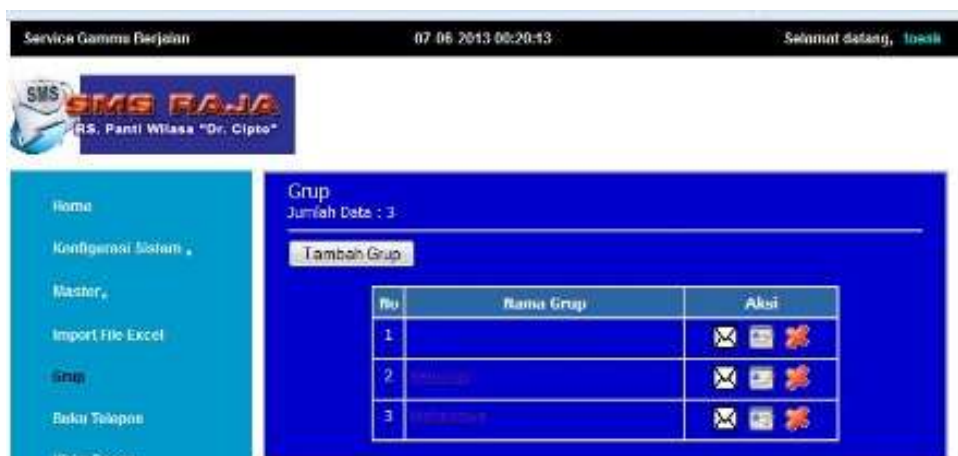 Service Gammu Berjalan 07-06-2013 00:20:13 Selamat datang,
SMS
SMS RAJA
RS. Panti Wilasa "Dr. Cipto"
Home
Konfigurasi Sistem
Master
Import File Excel
Grup
Buku Telepon
Grup
Jumlah Data : 3
Tambah Grup
No Nama Grup Aksi
1
2
3